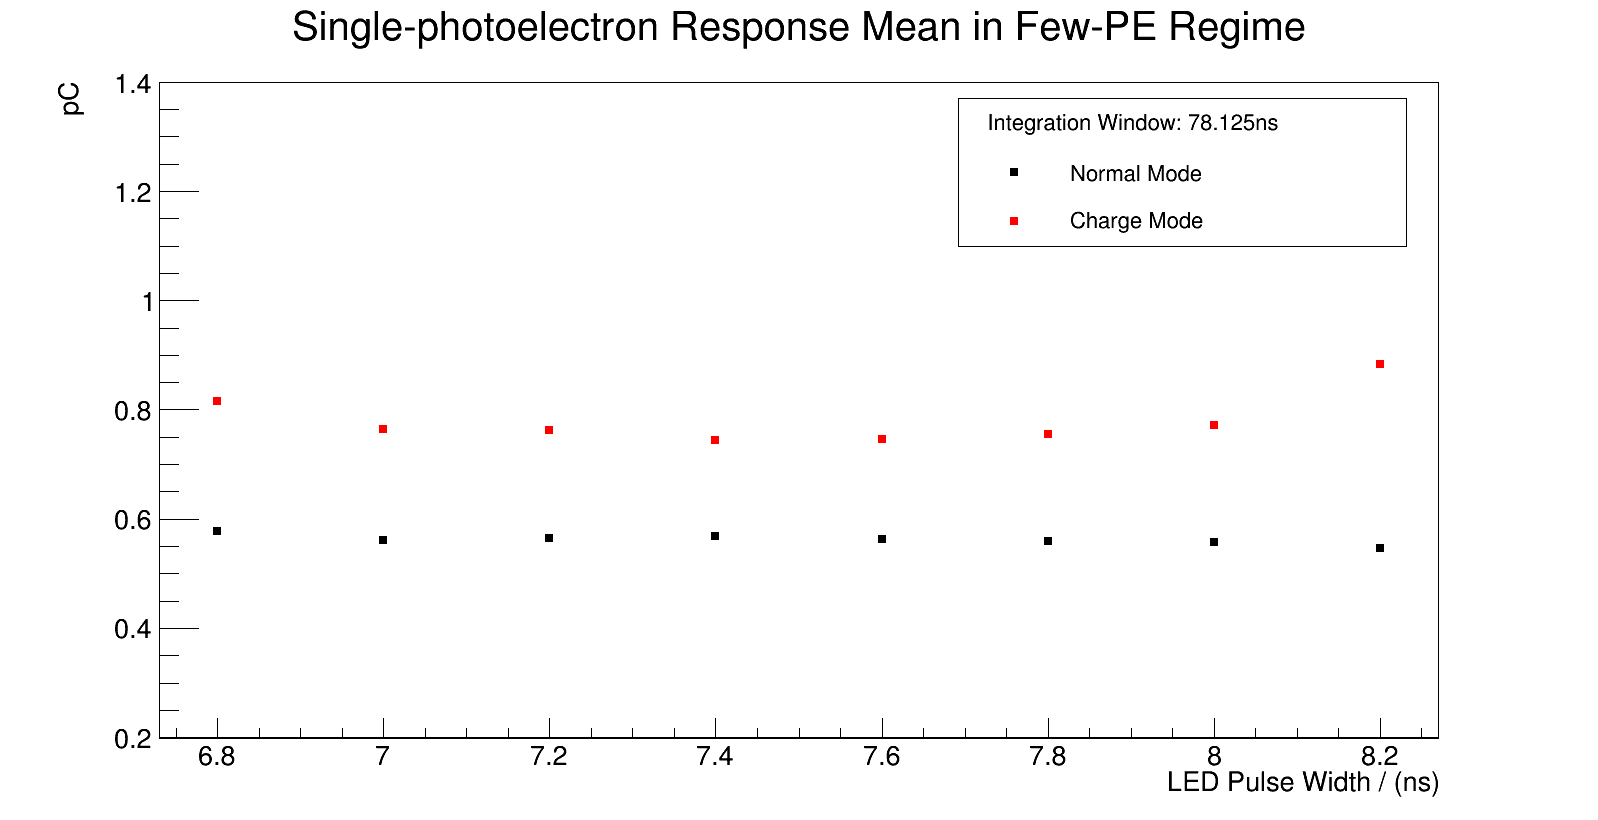 Single-photoelectron Response Mean in Few-PE Regime
pC
1.4
1.2
1
0.8
0.6
0.4
0.2
Integration Window: 78.125ns
Normal Mode
Charge Mode
6.8 7 7.2 7.4 7.6 7.8 8 8.2
LED Pulse Width / (ns)